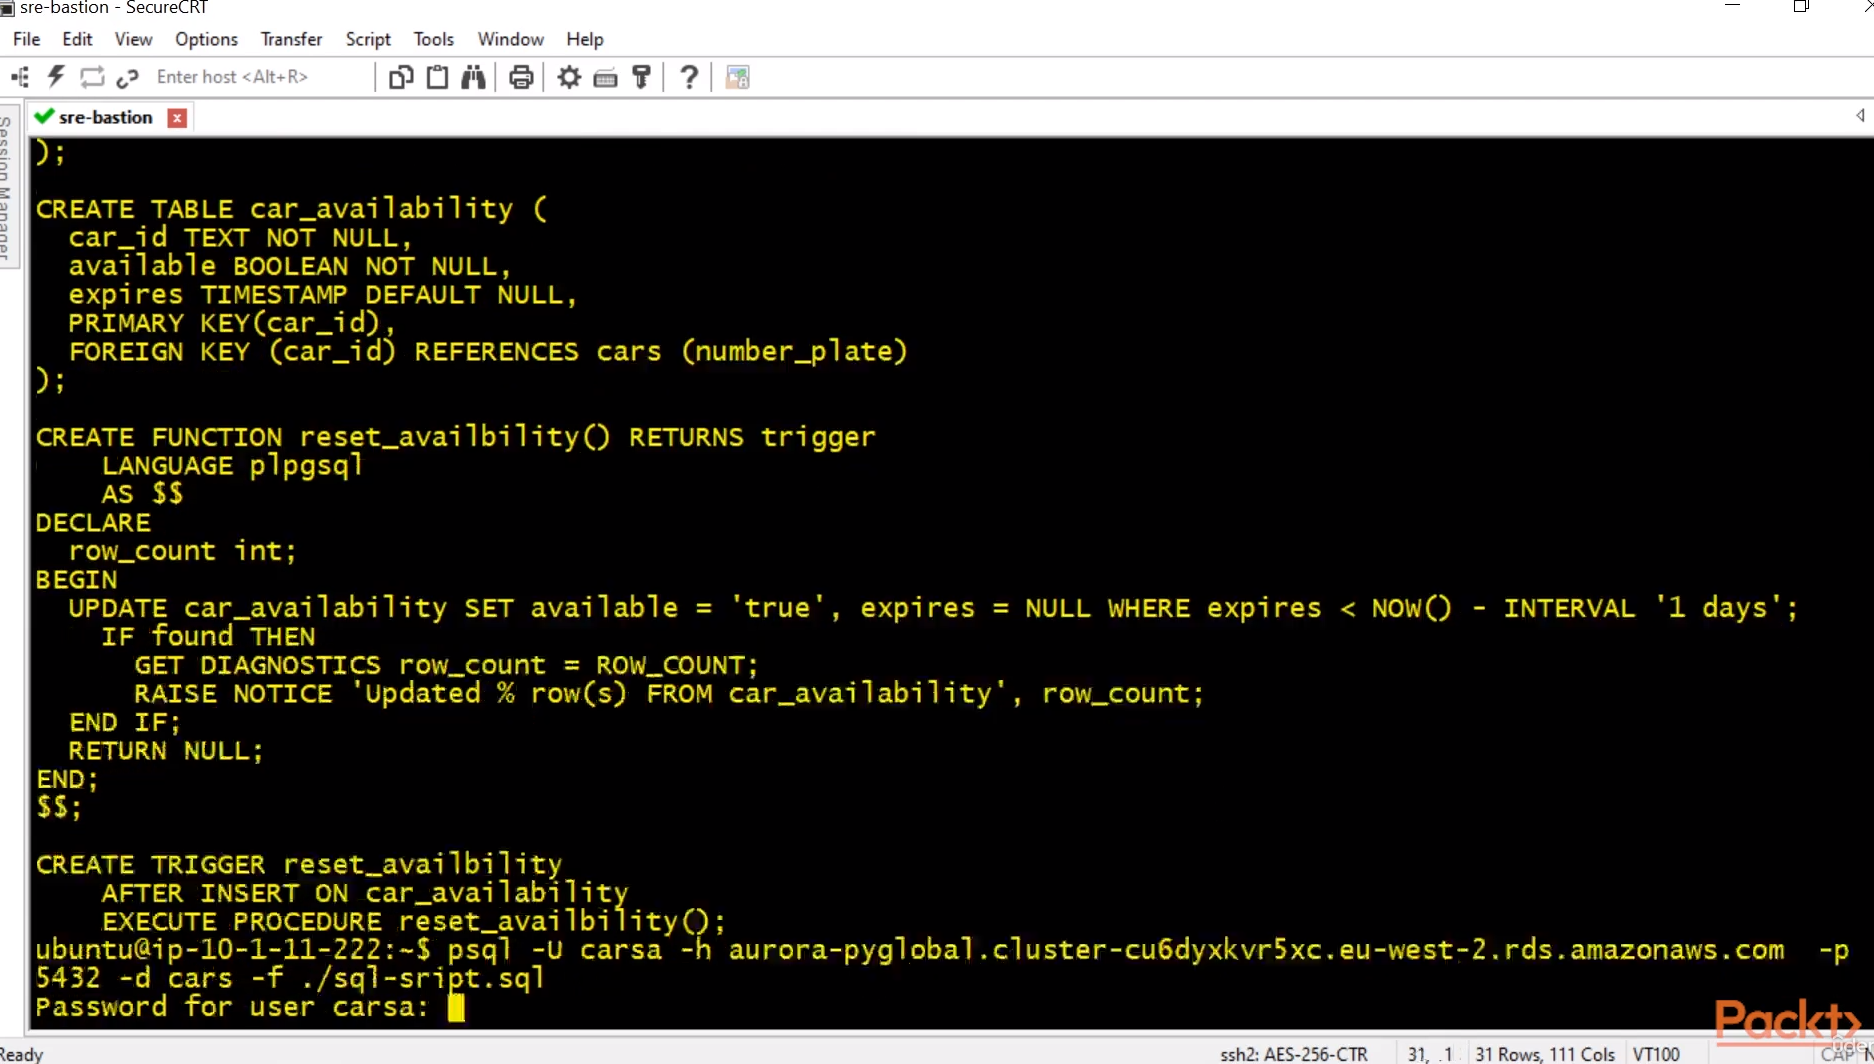 sre-bastion - SecureCRT
File Edit View Options Transfer Script Tools Window Help
Enter host <Alt+R>
sre-bastion
Session Manager
);
CREATE TABLE car_availability (
  car_id TEXT NOT NULL,
  available BOOLEAN NOT NULL,
  expires TIMESTAMP DEFAULT NULL,
  PRIMARY KEY(car_id),
  FOREIGN KEY (car_id) REFERENCES cars (number_plate)
);
CREATE FUNCTION reset_availbility() RETURNS trigger
    LANGUAGE plpgsql
    AS $$
DECLARE
  row_count int;
BEGIN
  UPDATE car_availability SET available = 'true', expires = NULL WHERE expires < NOW() - INTERVAL '1 days';
    IF found THEN
      GET DIAGNOSTICS row_count = ROW_COUNT;
      RAISE NOTICE 'Updated % row(s) FROM car_availability', row_count;
  END IF;
  RETURN NULL;
END;
$$;
CREATE TRIGGER reset_availbility
    AFTER INSERT ON car_availability
    EXECUTE PROCEDURE reset_availbility();
ubuntu@ip-10-1-11-222:~$ psql -U carsa -h aurora-pyglobal.cluster-cu6dyxkvr5xc.eu-west-2.rds.amazonaws.com  -p
5432 -d cars -f ./sql-sript.sql
Password for user carsa:
Packt>
Ready ssh2: AES-256-CTR 31, .1 31 Rows, 111 Cols VT100 CAP